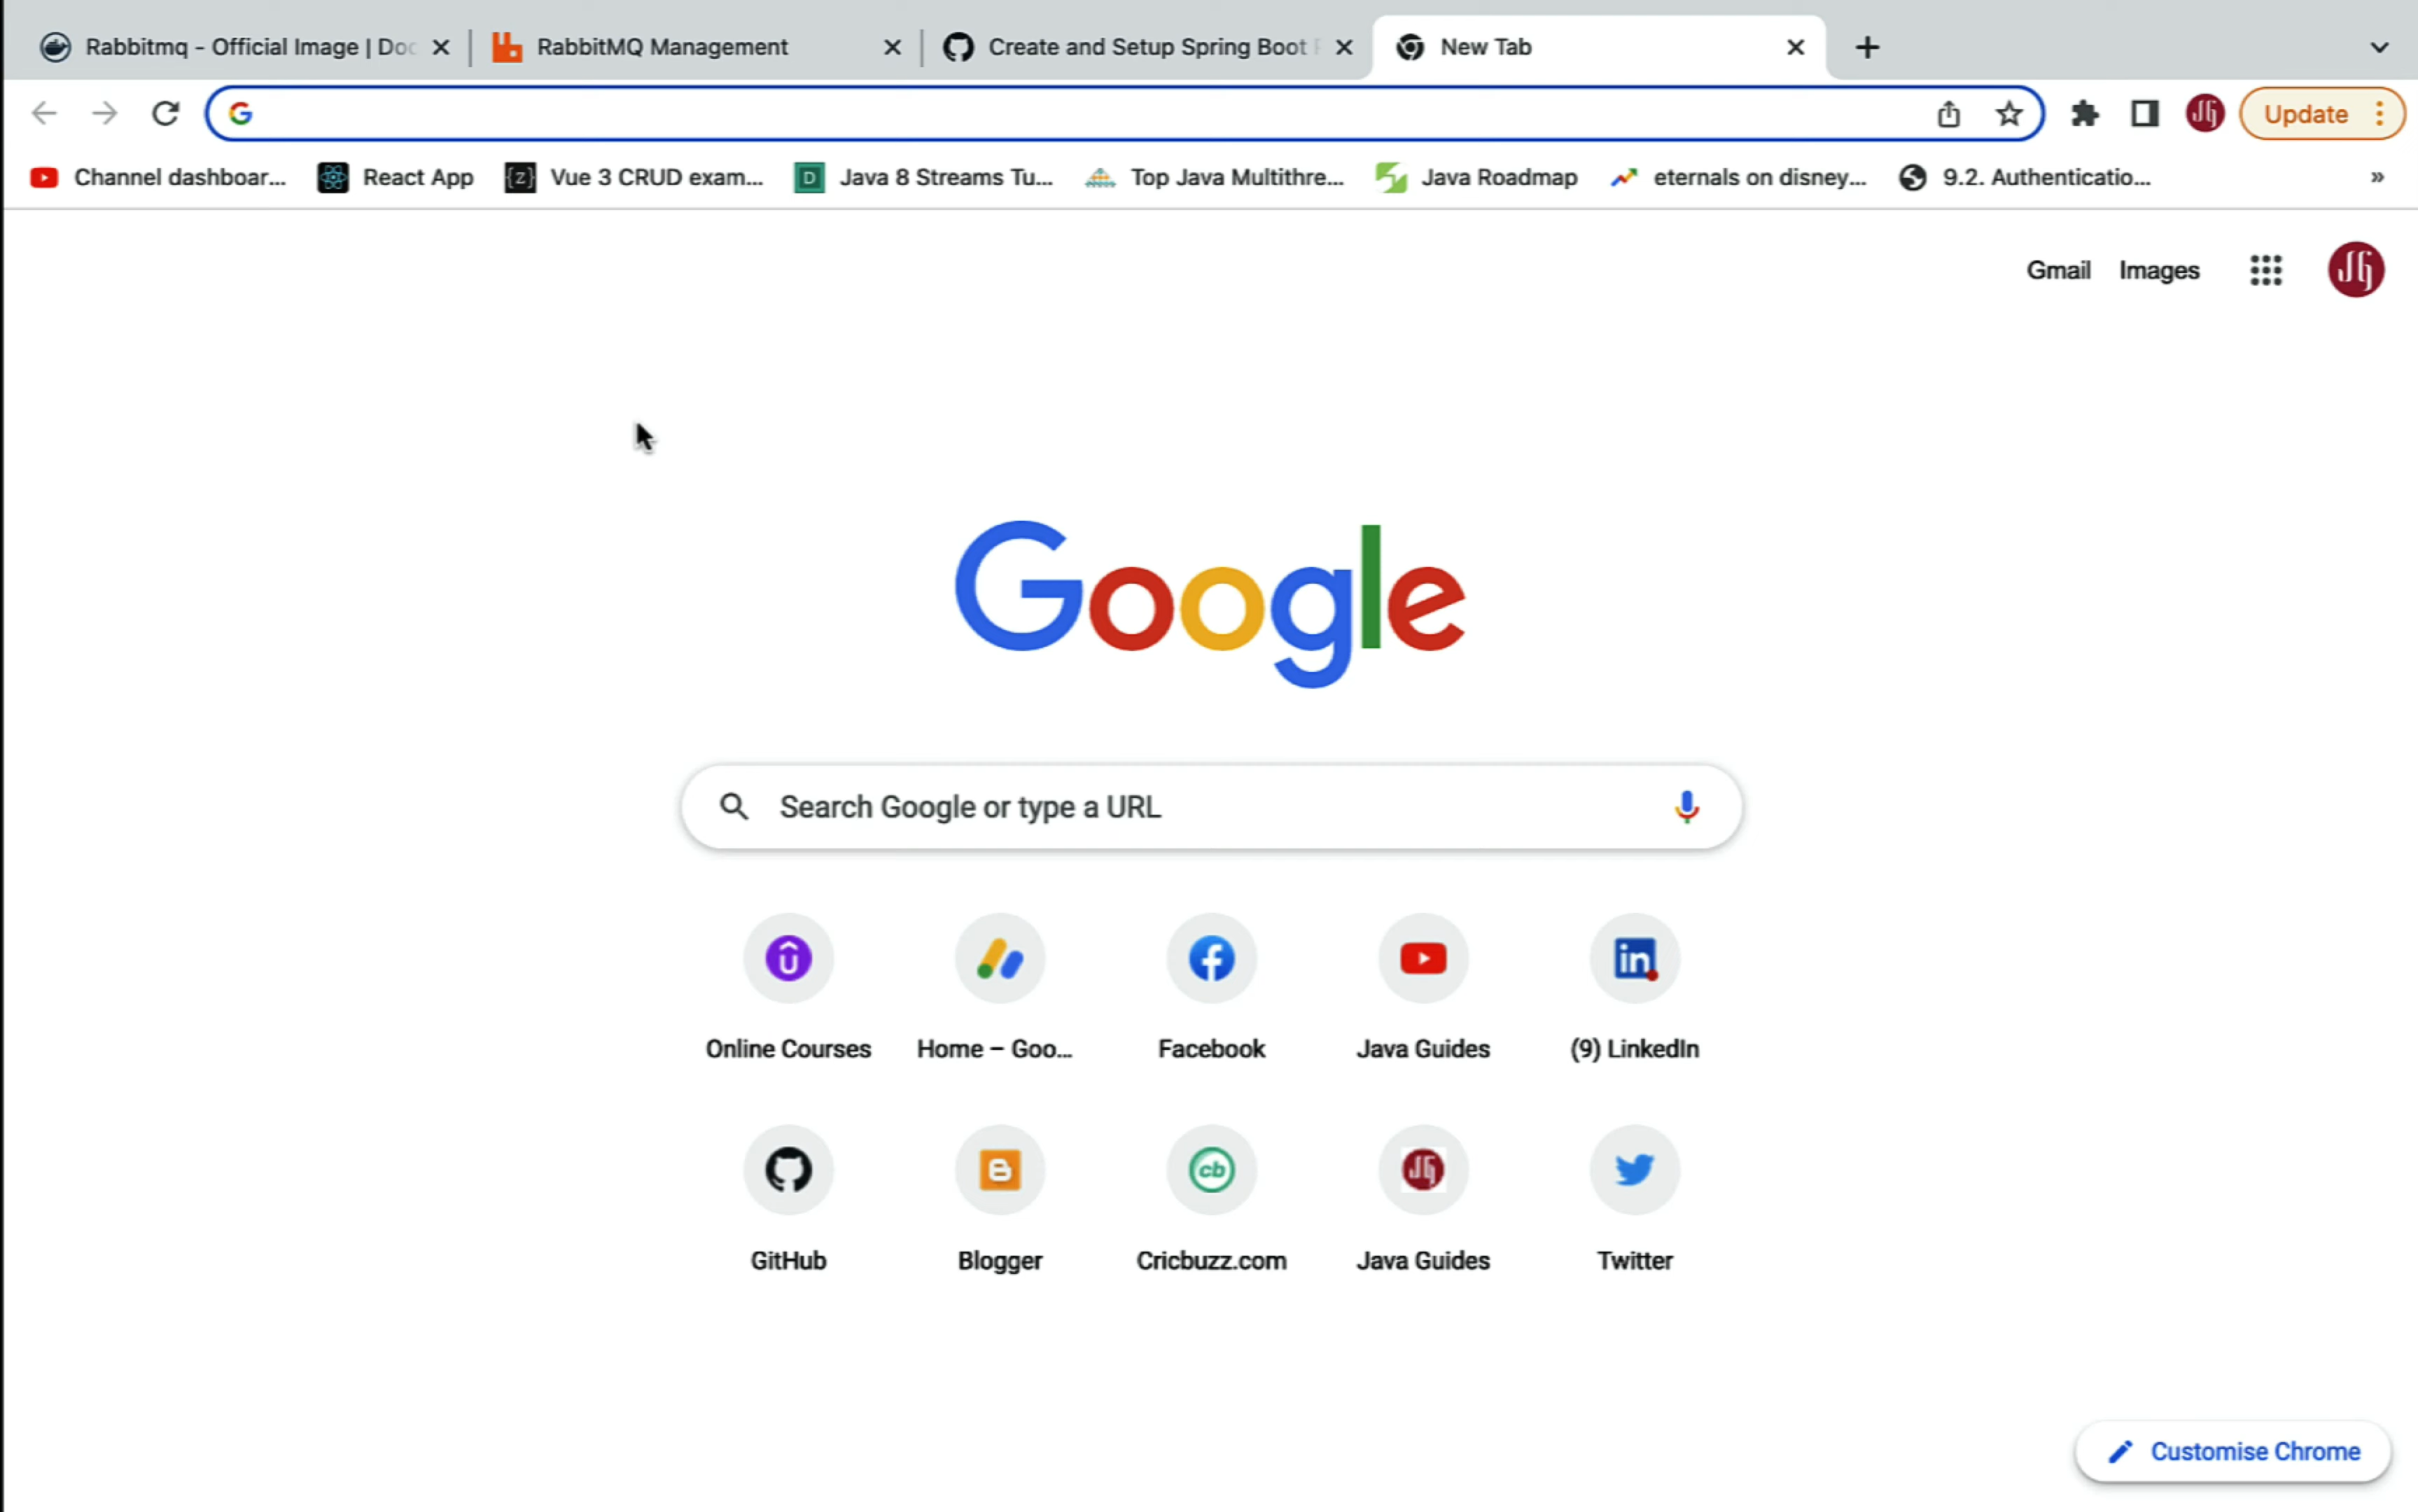 Rabbitmq - Official Image | Doc
RabbitMQ Management
Create and Setup Spring Boot
New Tab
Update
Channel dashboar...
React App
Vue 3 CRUD exam...
Java 8 Streams Tu...
Top Java Multithre...
Java Roadmap
eternals on disney...
9.2. Authenticatio...
»
Gmail
Images
Google
Search Google or type a URL
Online Courses
Home – Goo...
Facebook
Java Guides
(9) LinkedIn
GitHub
Blogger
Cricbuzz.com
Java Guides
Twitter
Customise Chrome